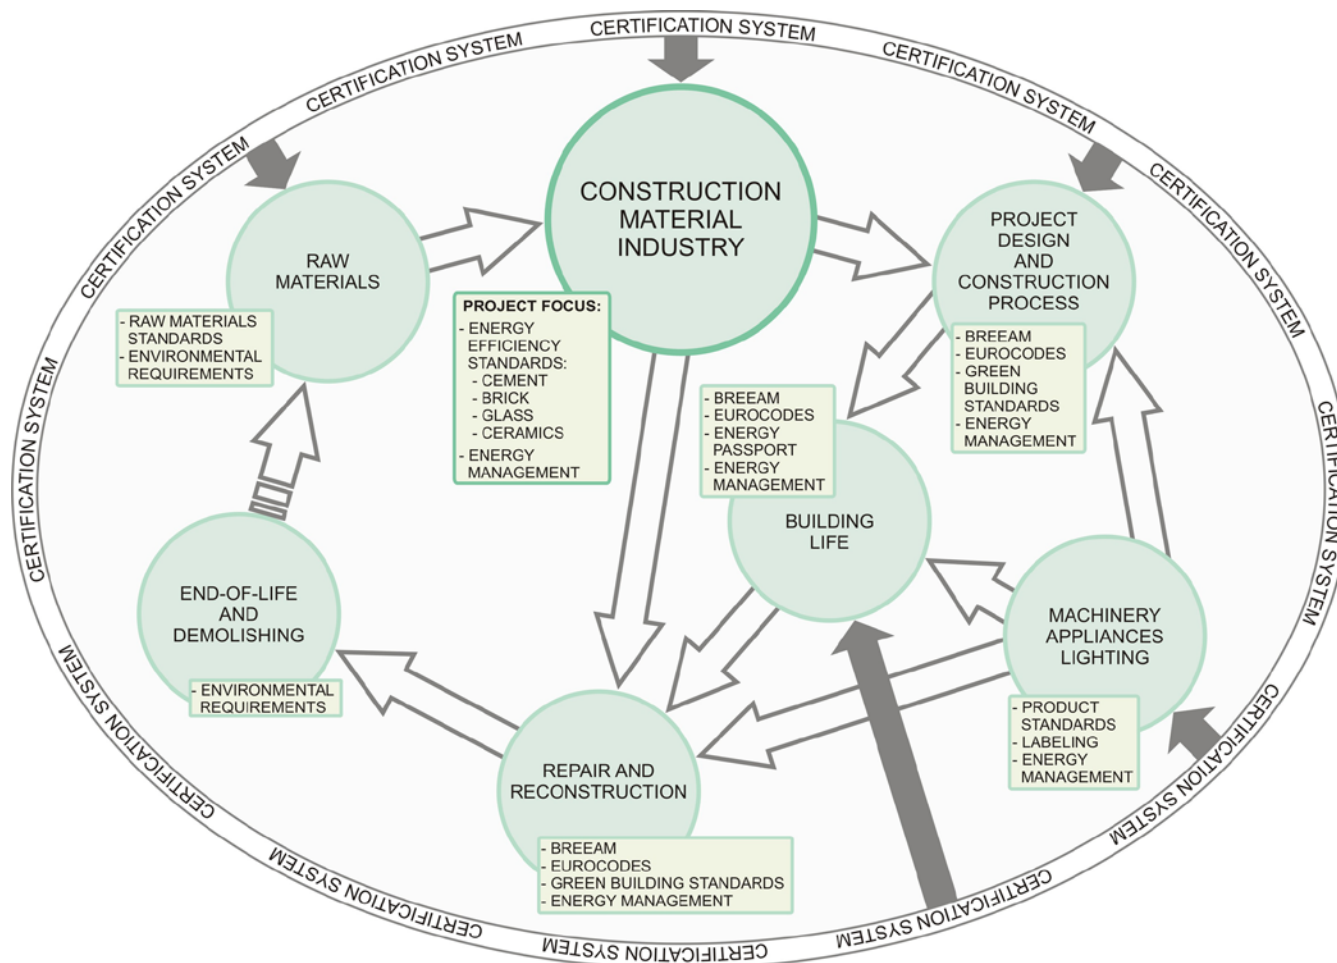 CERTIFICATION SYSTEM
CERTIFICATION SYSTEM
CERTIFICATION SYSTEM
CERTIFICATION SYSTEM
CERTIFICATION SYSTEM
CERTIFICATION SYSTEM
CERTIFICATION SYSTEM
CERTIFICATION SYSTEM
CERTIFICATION SYSTEM
CERTIFICATION SYSTEM
CERTIFICATION SYSTEM
CERTIFICATION SYSTEM
CERTIFICATION SYSTEM
CERTIFICATION SYSTEM
CONSTRUCTION
MATERIAL
INDUSTRY
PROJECT FOCUS:
- ENERGY
EFFICIENCY
STANDARDS:
- CEMENT
- BRICK
- GLASS
- CERAMICS
- ENERGY
MANAGEMENT
RAW
MATERIALS
- RAW MATERIALS
STANDARDS
- ENVIRONMENTAL
REQUIREMENTS
PROJECT
DESIGN
AND
CONSTRUCTION
PROCESS
- BREEAM
- EUROCODES
- GREEN
BUILDING
STANDARDS
- ENERGY
MANAGEMENT
- BREEAM
- EUROCODES
- ENERGY
PASSPORT
- ENERGY
MANAGEMENT
BUILDING
LIFE
END-OF-LIFE
AND
DEMOLISHING
- ENVIRONMENTAL
REQUIREMENTS
MACHINERY
APPLIANCES
LIGHTING
- PRODUCT
STANDARDS
- LABELING
- ENERGY
MANAGEMENT
REPAIR AND
RECONSTRUCTION
- BREEAM
- EUROCODES
- GREEN BUILDING STANDARDS
- ENERGY MANAGEMENT